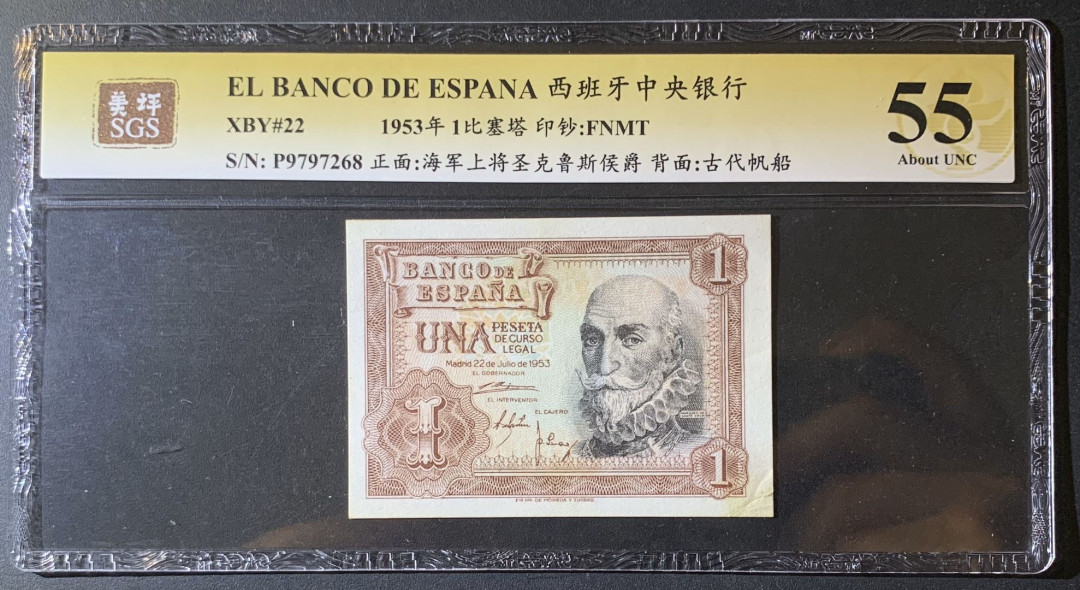 美评
SGS
EL BANCO DE ESPANA 西班牙中央银行
XBY#22 1953年 1比塞塔 印钞:FNMT
S/N: P9797268 正面:海军上将圣克鲁斯侯爵 背面:古代帆船
55
About UNC
BANCO DE
ESPAÑA
1
UNA PESETA
DE CURSO
LEGAL
Madrid 22 de Julio de 1953
EL GOBERNADOR
EL INTERVENTOR
EL CAJERO
1
1